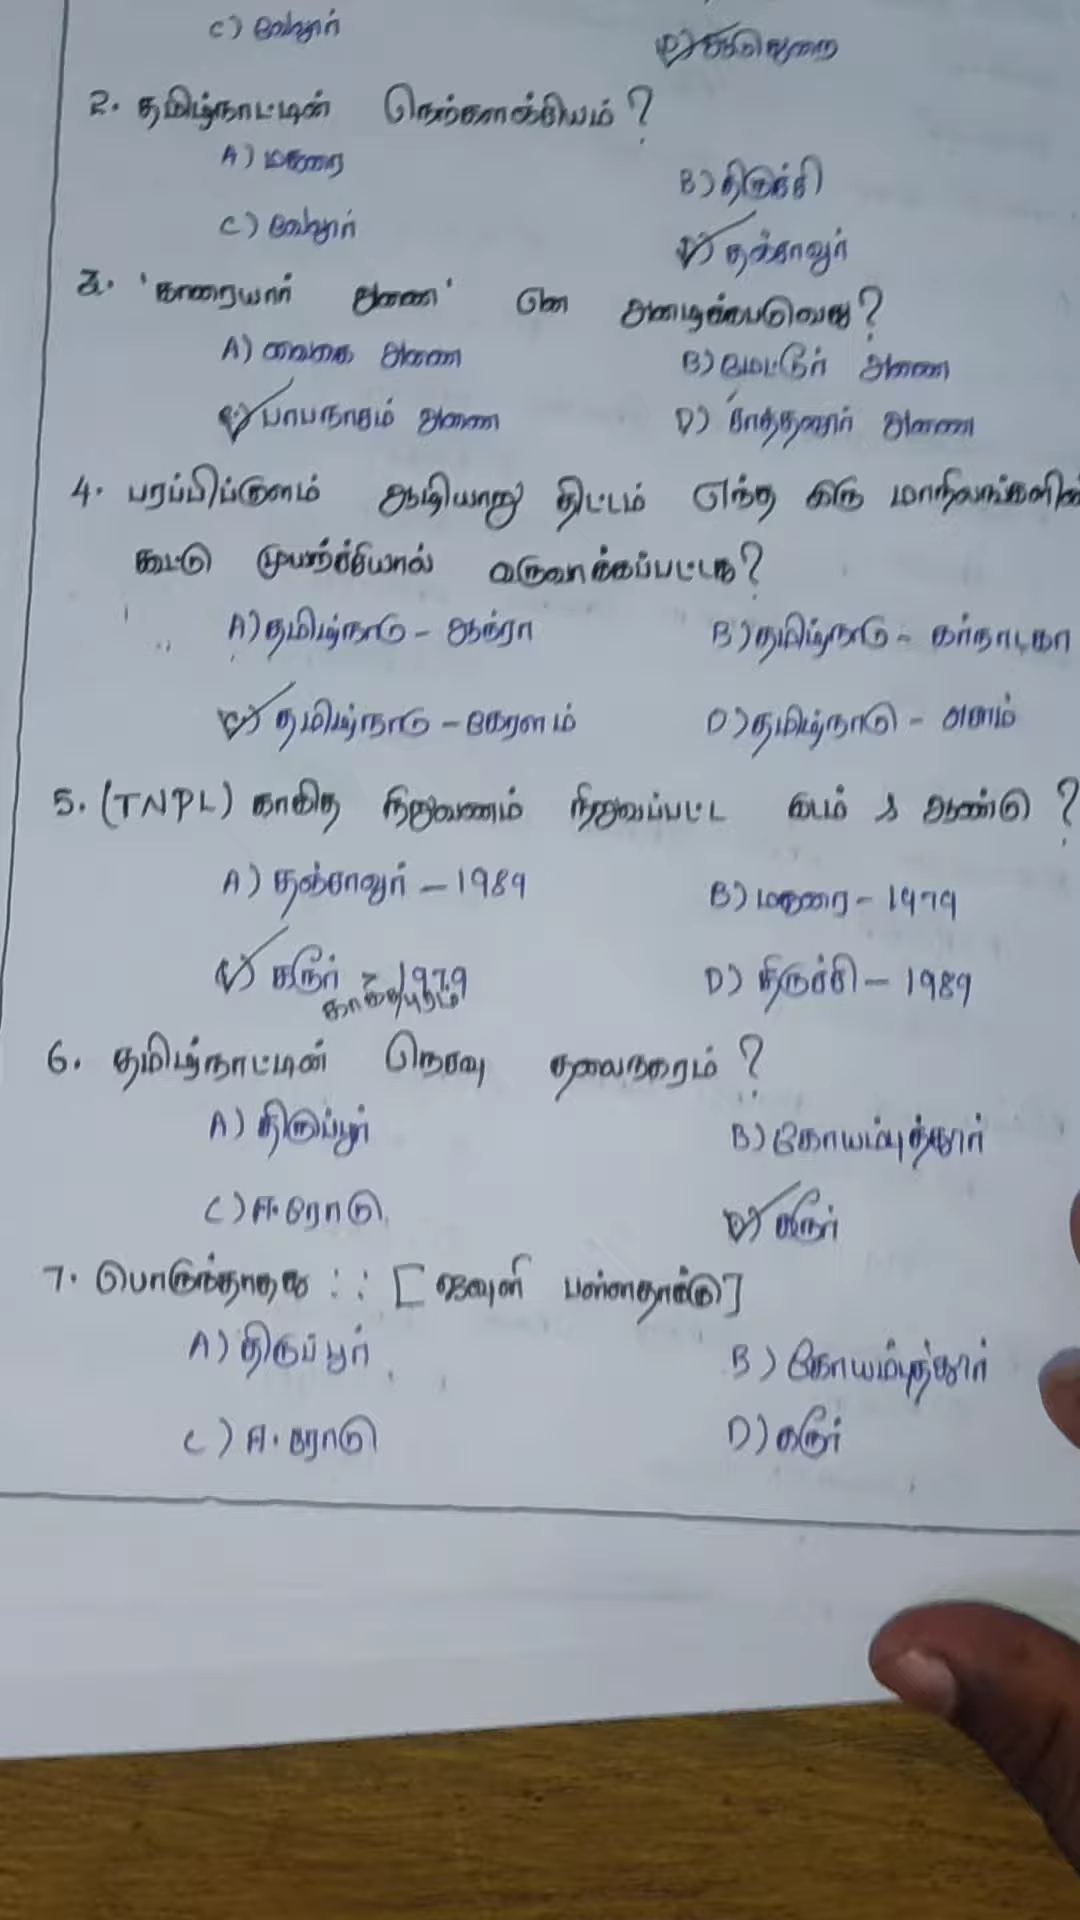 C) வேலூர்
D)
2. தமிழ்நாட்டின் நெற்களஞ்சியம் ?
A) மதுரை
B) திருச்சி
C) வேலூர்
D) தஞ்சாவூர்
3. 'காரையார் அணை' என அழைக்கப்படுவது ?
A) வைகை அணை
B) மேட்டூர் அணை
C) பாபநாசம் அணை
D) சாத்தனூர் அணை
4. பரப்பிக்குளம் ஆழியாறு திட்டம் எந்த இரு மாநிலங்களின்
கூட்டு முயற்சியால் உருவாக்கப்பட்டது ?
A) தமிழ்நாடு - ஆந்ரா
B) தமிழ்நாடு - கர்நாடகா
C) தமிழ்நாடு - கேரளம்
D) தமிழ்நாடு -
5. (TNPL) காகித நிறுவனம் நிறுவப்பட்ட இடம் & ஆண்டு ?
A) தஞ்சாவூர் - 1989
B) மதுரை - 1979
C) கரூர் - 1979
D) திருச்சி - 1989
6. தமிழ்நாட்டின் நெசவு தலைநகரம் ?
A) திருப்பூர்
B) கோயம்புத்தூர்
C) ஈ.ரோடு
D) கரூர்
7. பொருந்தாதது : : [ ஜவுளி பள்ளதாக்கு]
A) திருப்பூர்
B) கோயம்புத்தூர்
C) ஈ.ரோடு
D) கரூர்